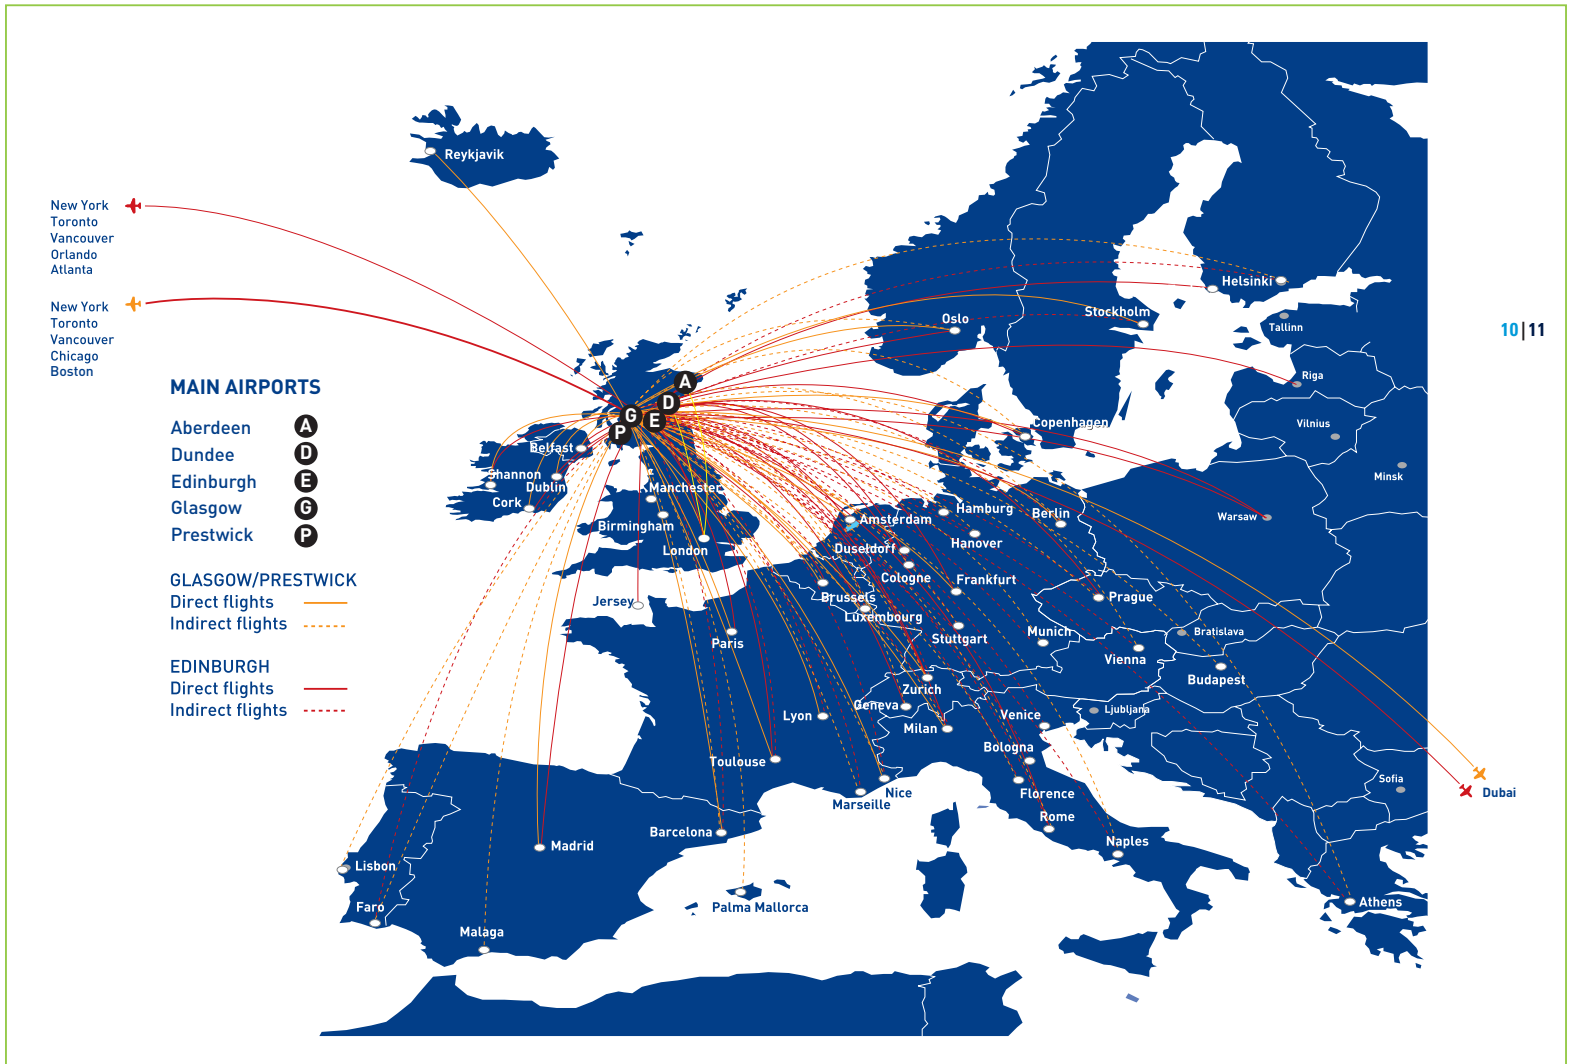 Reykjavik
New York
Toronto
Vancouver
Orlando
Atlanta
New York
Toronto
Vancouver
Chicago
Boston
10|11
MAIN AIRPORTS
Aberdeen A
Dundee D
Edinburgh E
Glasgow G
Prestwick P
GLASGOW/PRESTWICK
Direct flights
Indirect flights
EDINBURGH
Direct flights
Indirect flights
A
D
G
E
P
Helsinki
Stockholm
Oslo
Tallinn
Riga
Copenhagen
Vilnius
Minsk
Belfast
Shannon
Dublin
Cork
Manchester
Birmingham
London
Jersey
Amsterdam
Hamburg
Berlin
Warsaw
Duseldorf
Hanover
Cologne
Frankfurt
Brussels
Prague
Luxembourg
Stuttgart
Munich
Bratislava
Paris
Vienna
Budapest
Zurich
Geneva
Lyon
Milan
Venice
Ljubljana
Bologna
Toulouse
Sofia
Dubai
Nice
Marseille
Florence
Rome
Barcelona
Madrid
Naples
Lisbon
Faro
Palma Mallorca
Athens
Malaga